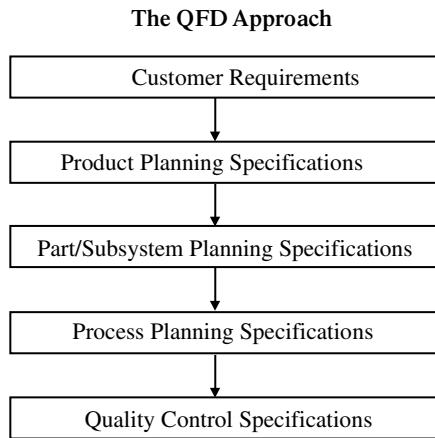 The QFD Approach
Customer Requirements
Product Planning Specifications
Part/Subsystem Planning Specifications
Process Planning Specifications
Quality Control Specifications